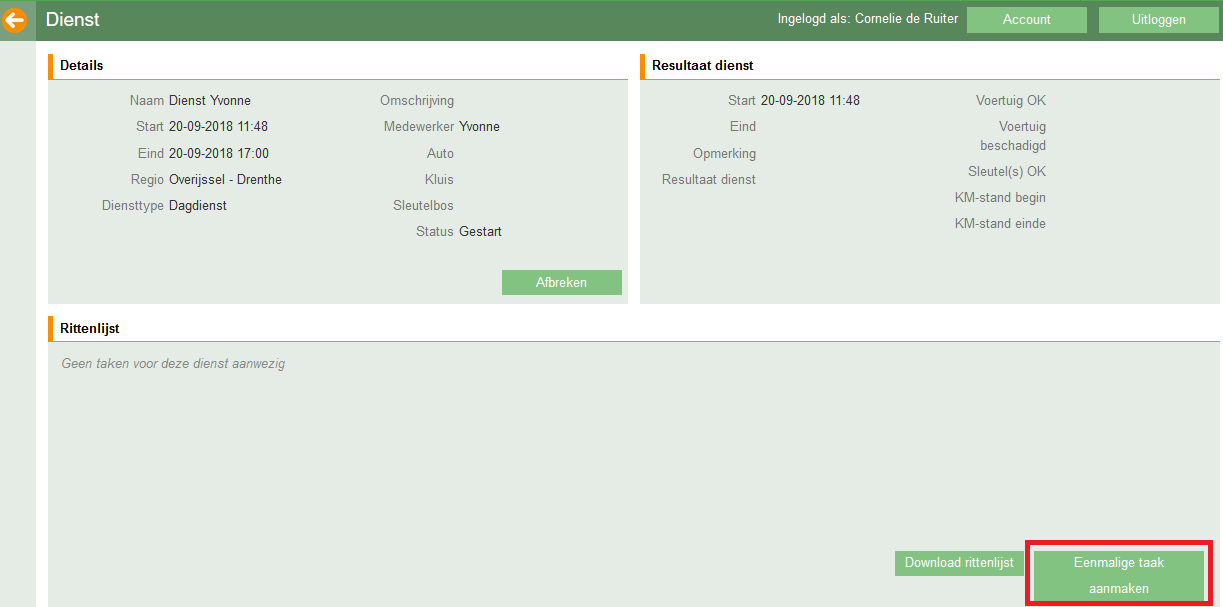 Dienst
Ingelogd als: Cornelie de Ruiter
Account
Uitloggen
Details
Naam Dienst Yvonne
Start 20-09-2018 11:48
Eind 20-09-2018 17:00
Regio Overijssel - Drenthe
Diensttype Dagdienst
Omschrijving
Medewerker Yvonne
Auto
Kluis
Sleutelbos
Status Gestart
Afbreken
Resultaat dienst
Start 20-09-2018 11:48
Eind
Opmerking
Resultaat dienst
Voertuig OK
Voertuig
beschadigd
Sleutel(s) OK
KM-stand begin
KM-stand einde
Rittenlijst
Geen taken voor deze dienst aanwezig
Download rittenlijst
Eenmalige taak
aanmaken